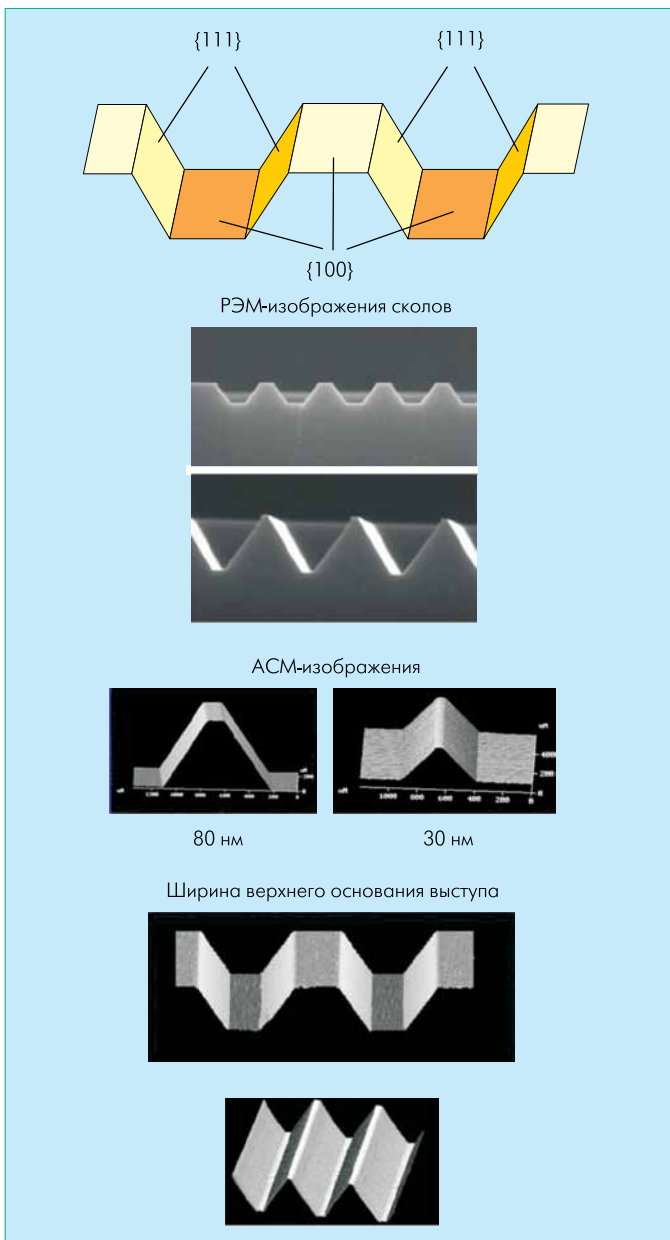 {111} {111}
{100}
РЭМ-изображения сколов
АСМ-изображения
80 нм 30 нм
Ширина верхнего основания выступа